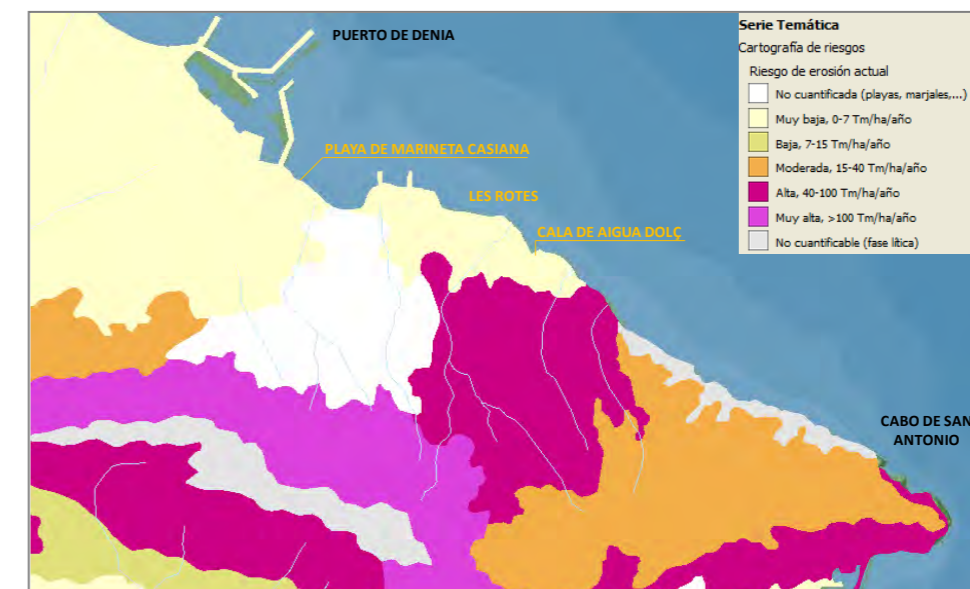 PUERTO DE DENIA
Serie Temática
Cartografía de riesgos
Riesgo de erosión actual
No cuantificada (playas, marjales,...)
Muy baja, 0-7 Tm/ha/año
Baja, 7-15 Tm/ha/año
Moderada, 15-40 Tm/ha/año
Alta, 40-100 Tm/ha/año
Muy alta, >100 Tm/ha/año
No cuantificable (fase lítica)
PLAYA DE MARINETA CASIANA
LES ROTES
CALA DE AIGUA DOLÇ
CABO DE SAN
ANTONIO